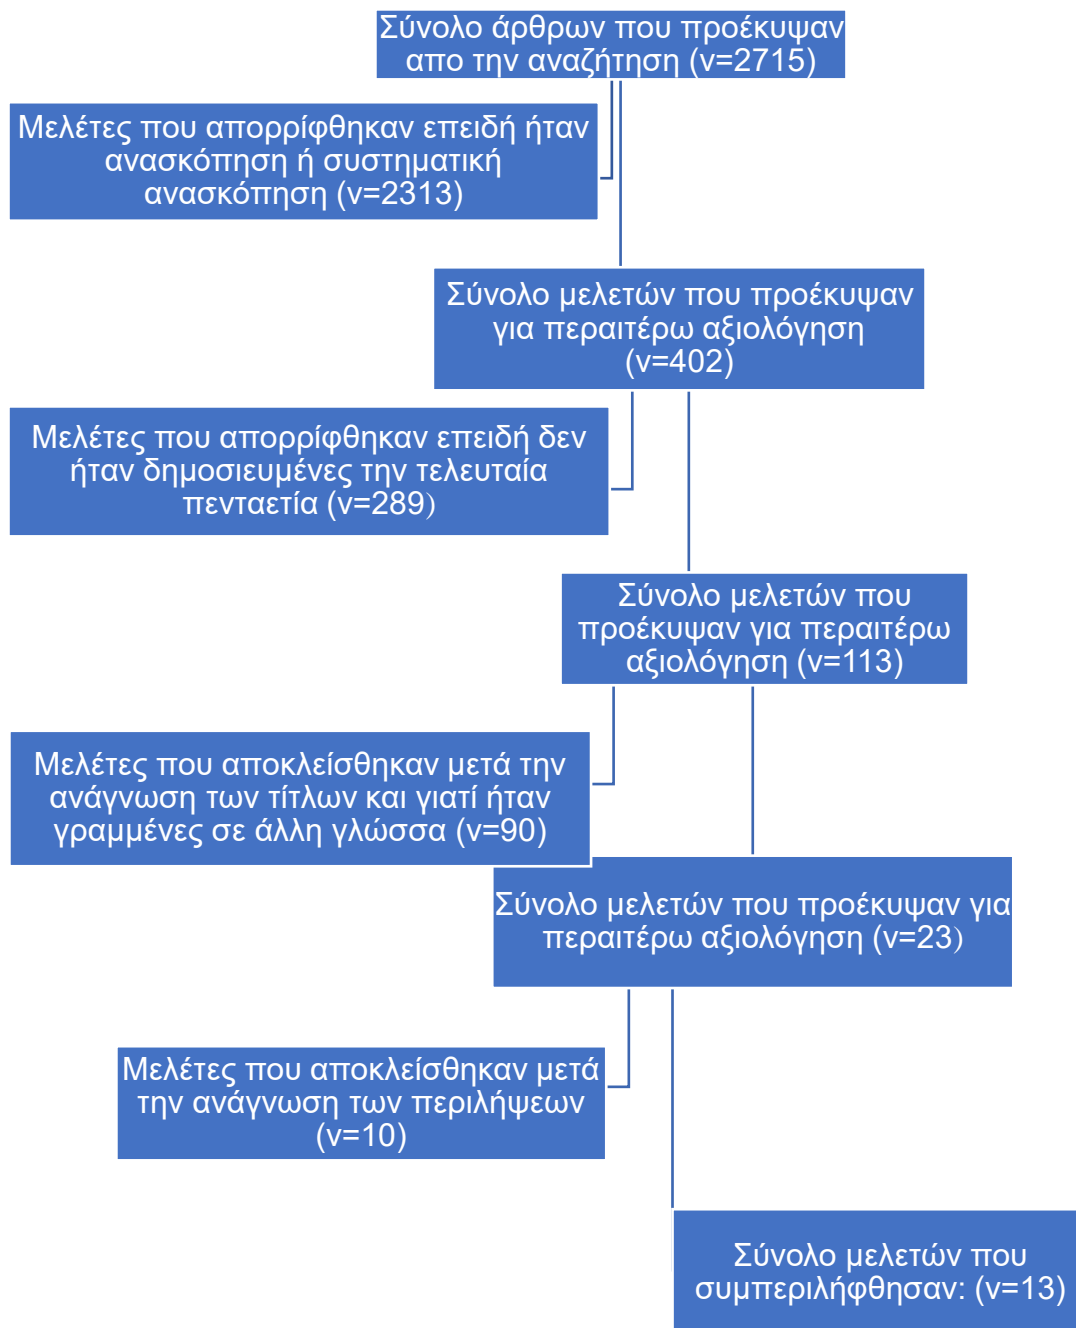 Σύνολο άρθρων που προέκυψαν
απο την αναζήτηση (ν=2715)
Μελέτες που απορρίφθηκαν επειδή ήταν
ανασκόπηση ή συστηματική
ανασκόπηση (ν=2313)
Σύνολο μελετών που προέκυψαν
για περαιτέρω αξιολόγηση
(ν=402)
Μελέτες που απορρίφθηκαν επειδή δεν
ήταν δημοσιευμένες την τελευταία
πενταετία (ν=289)
Σύνολο μελετών που
προέκυψαν για περαιτέρω
αξιολόγηση (ν=113)
Μελέτες που αποκλείσθηκαν μετά την
ανάγνωση των τίτλων και γιατί ήταν
γραμμένες σε άλλη γλώσσα (ν=90)
Σύνολο μελετών που προέκυψαν για
περαιτέρω αξιολόγηση (ν=23)
Μελέτες που αποκλείσθηκαν μετά
την ανάγνωση των περιλήψεων
(ν=10)
Σύνολο μελετών που
συμπεριλήφθησαν: (ν=13)